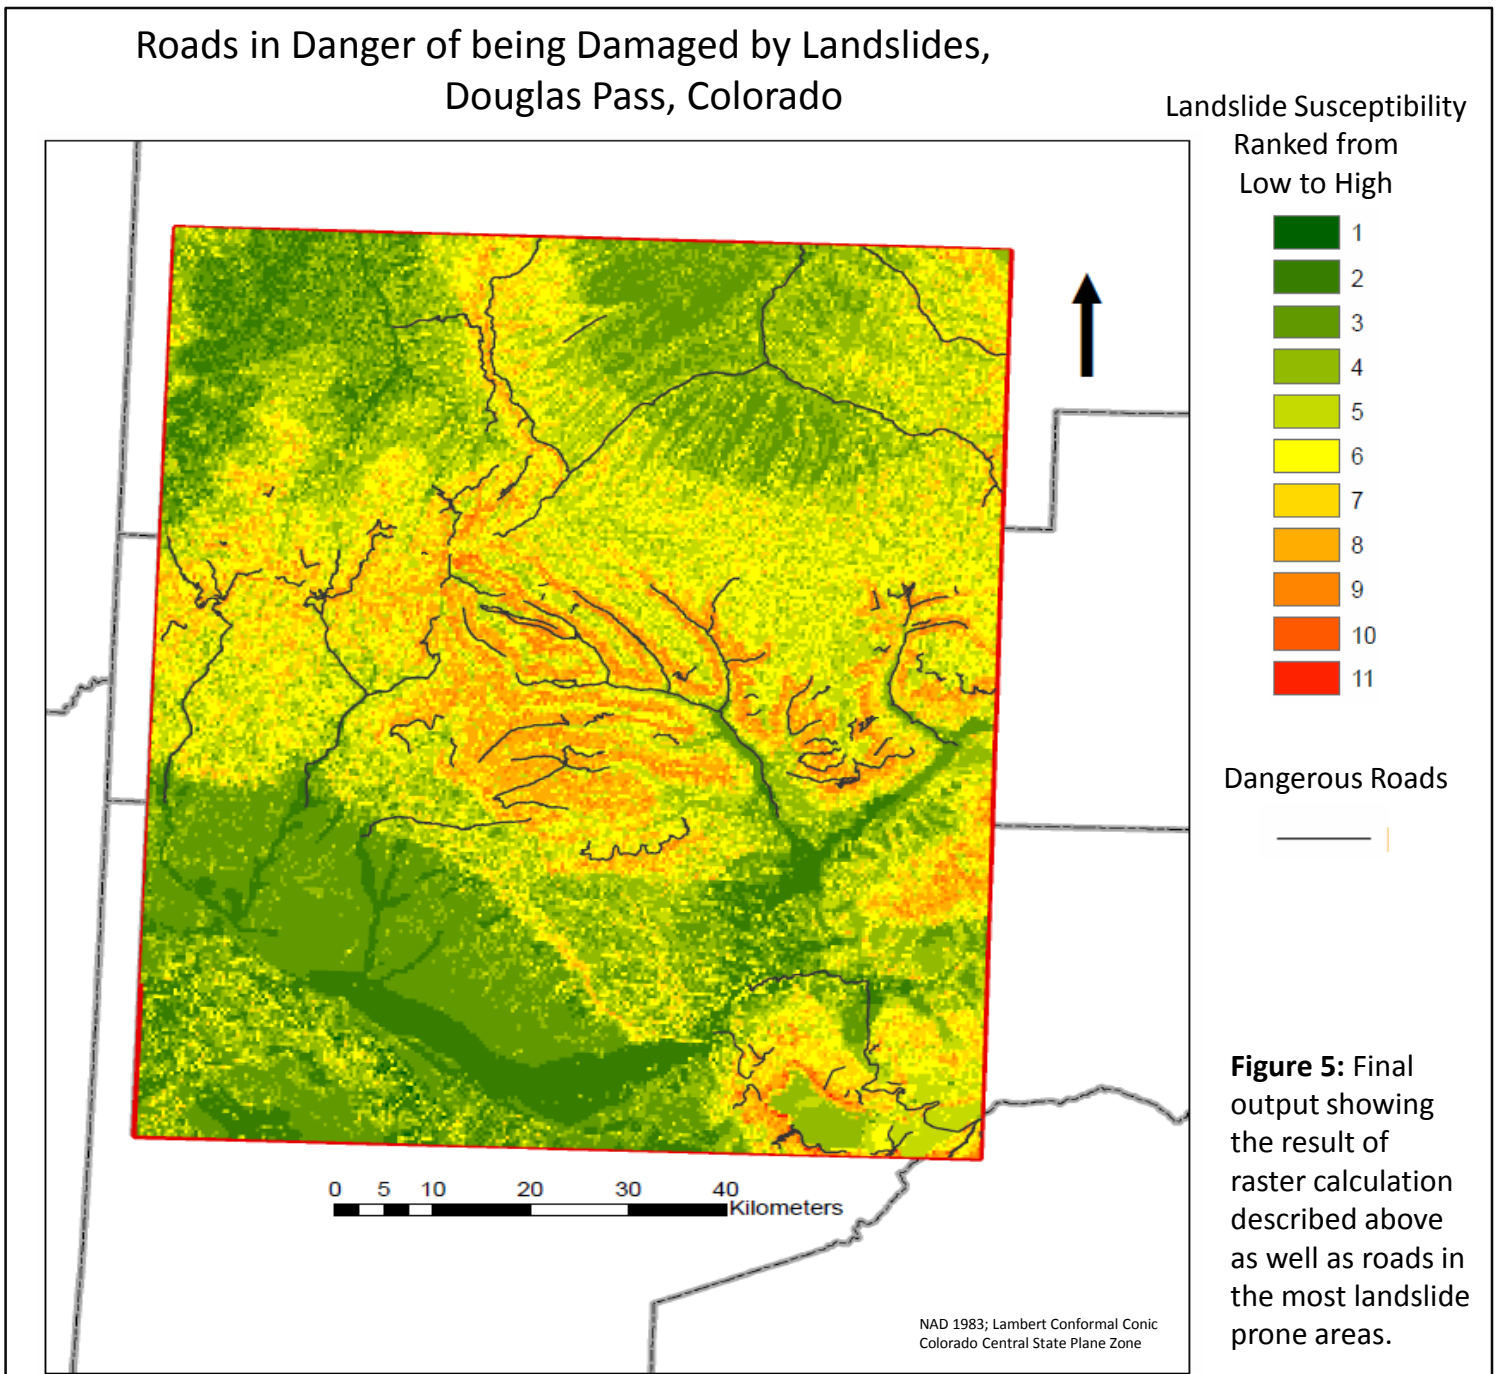 Roads in Danger of being Damaged by Landslides,
Douglas Pass, Colorado
Landslide Susceptibility
Ranked from
Low to High
1
2
3
4
5
6
7
8
9
10
11
Dangerous Roads
Figure 5: Final
output showing
the result of
raster calculation
described above
as well as roads in
the most landslide
prone areas.
0 5 10 20 30 40
Kilometers
NAD 1983; Lambert Conformal Conic
Colorado Central State Plane Zone